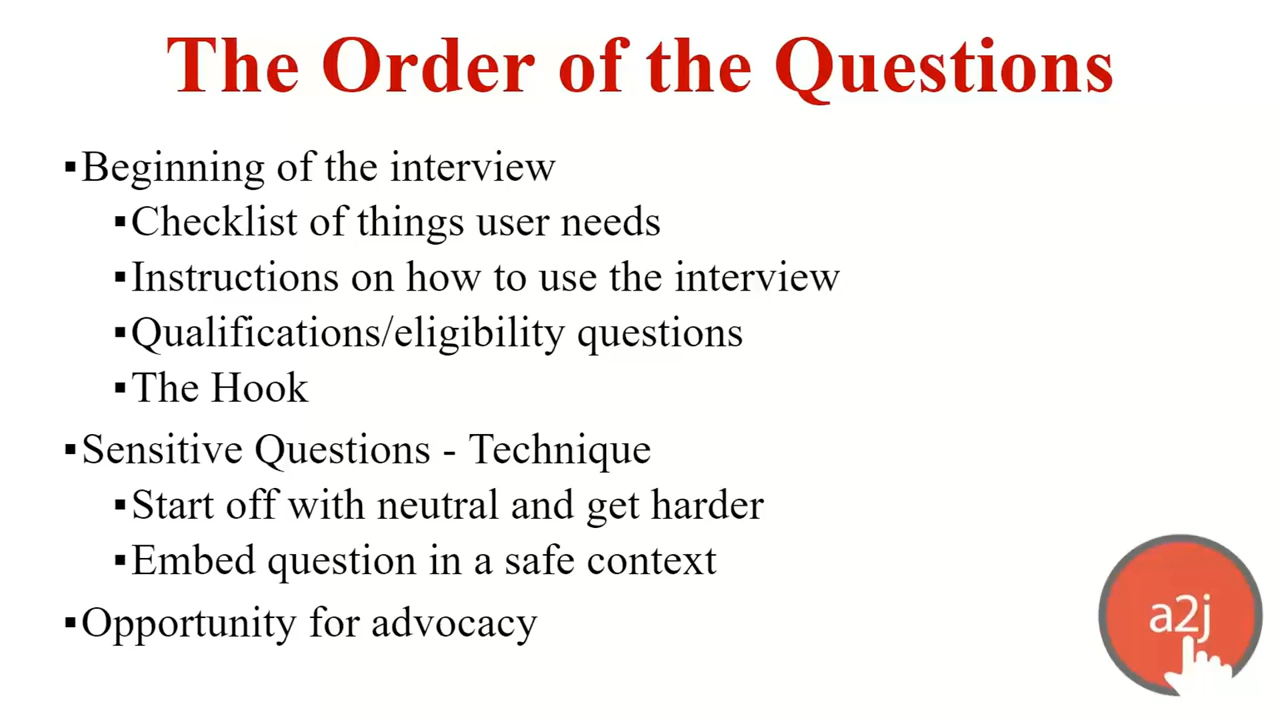 The Order of the Questions
▪Beginning of the interview
▪Checklist of things user needs
▪Instructions on how to use the interview
▪Qualifications/eligibility questions
▪The Hook
▪Sensitive Questions - Technique
▪Start off with neutral and get harder
▪Embed question in a safe context
▪Opportunity for advocacy
a2j